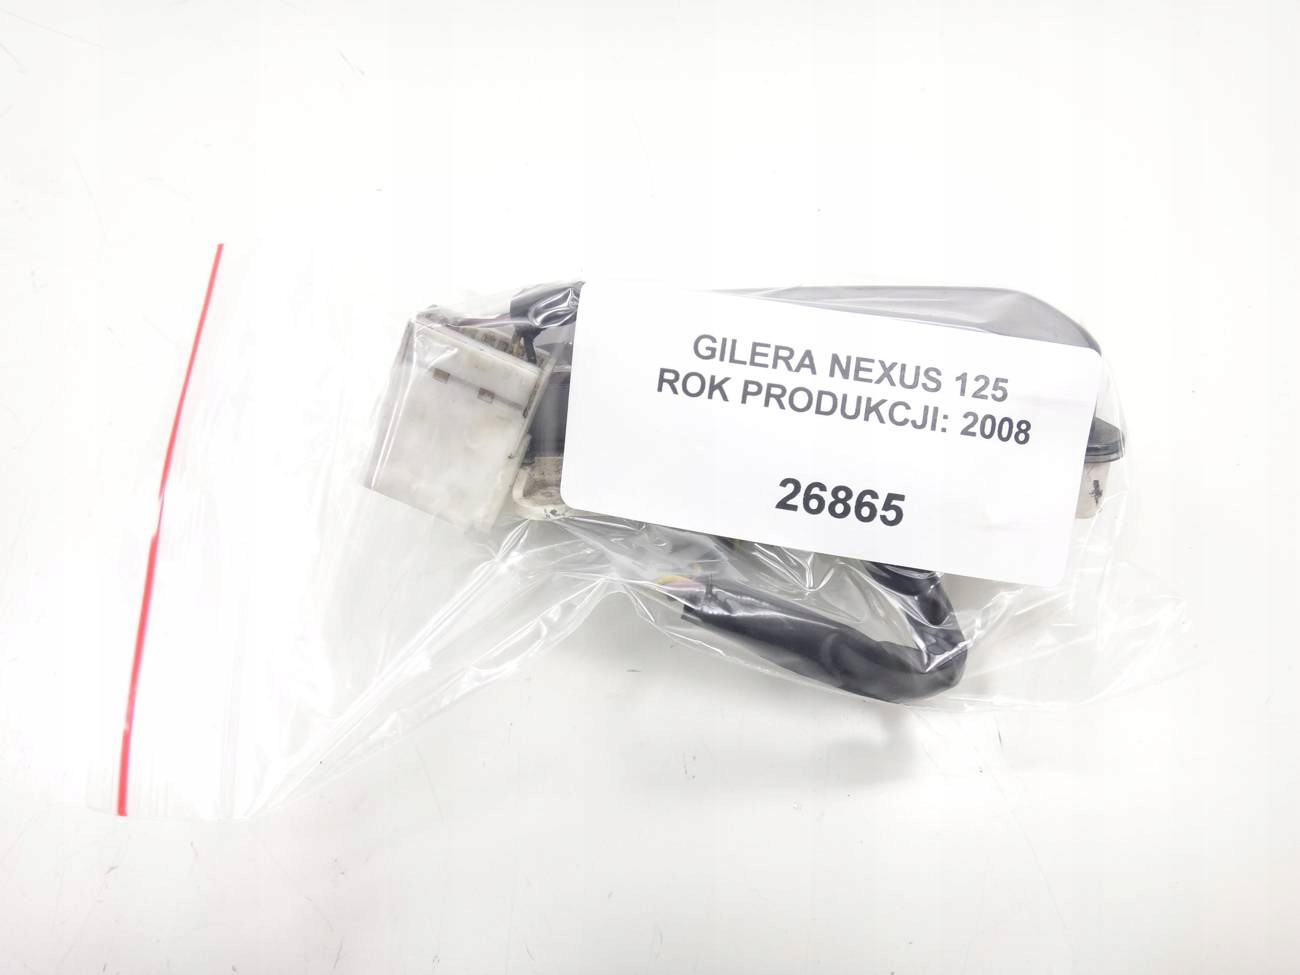 GILERA NEXUS 125
ROK PRODUKCJI: 2008
26865